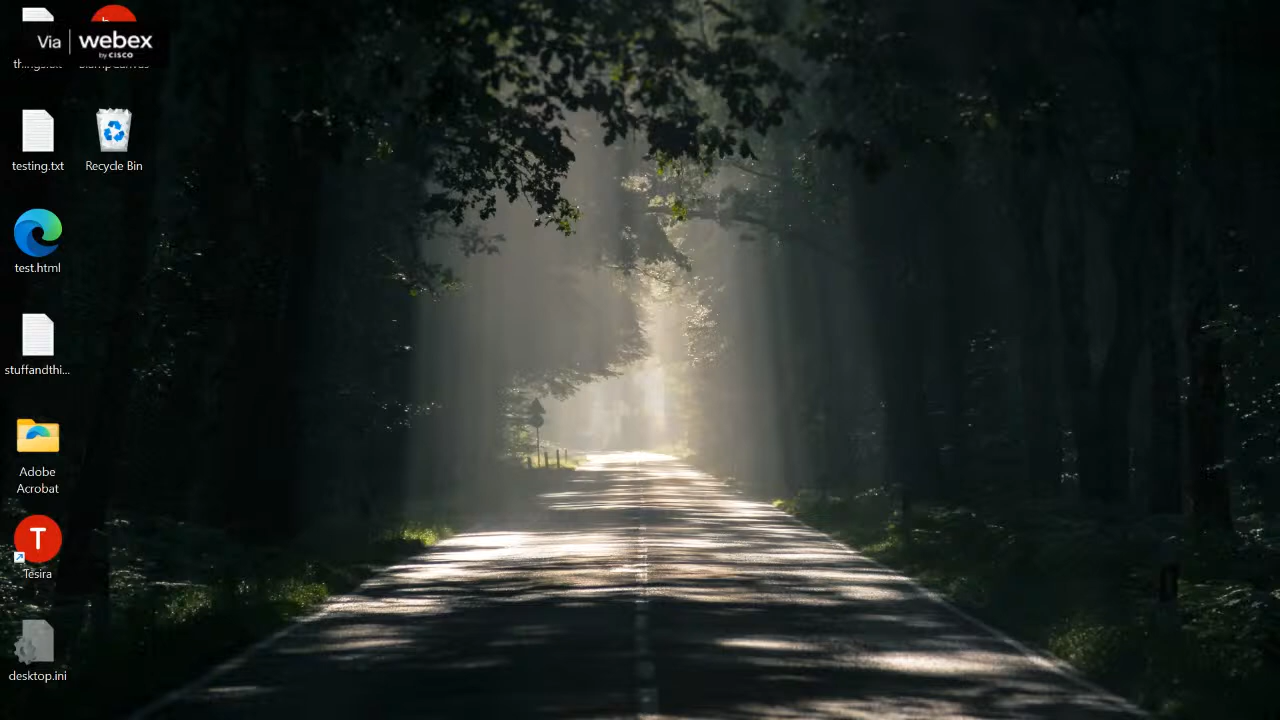 Via webex
by CISCO
testing.txt
Recycle Bin
test.html
stuffandthi...
Adobe
Acrobat
T
Tesira
desktop.ini